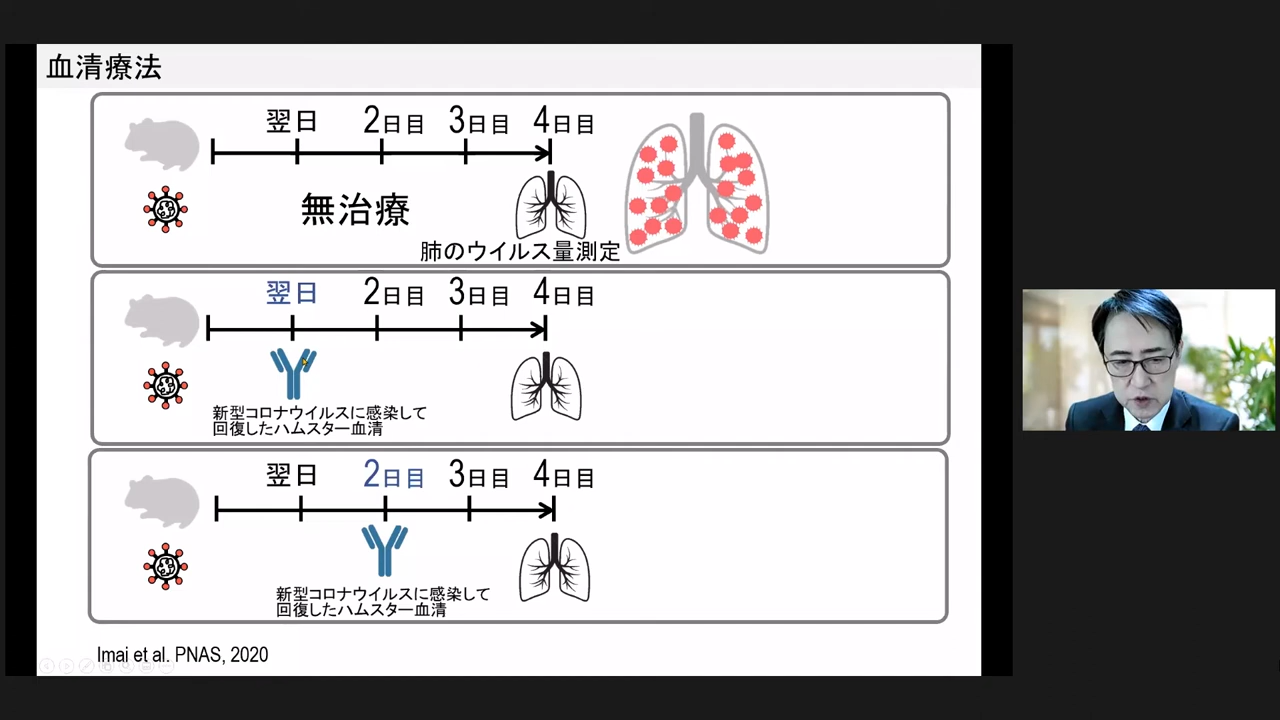 血清療法
翌日 2日目 3日目 4日目
無治療
肺のウイルス量測定
翌日 2日目 3日目 4日目
新型コロナウイルスに感染して
回復したハムスター血清
翌日 2日目 3日目 4日目
新型コロナウイルスに感染して
回復したハムスター血清
Imai et al. PNAS, 2020